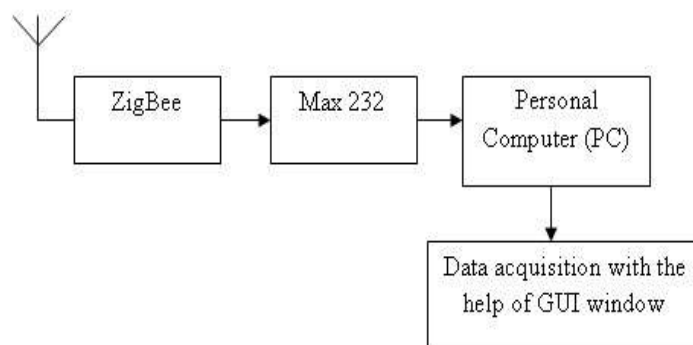 ZigBee
Max 232
Personal
Computer (PC)
Data acquisition with the
help of GUI window